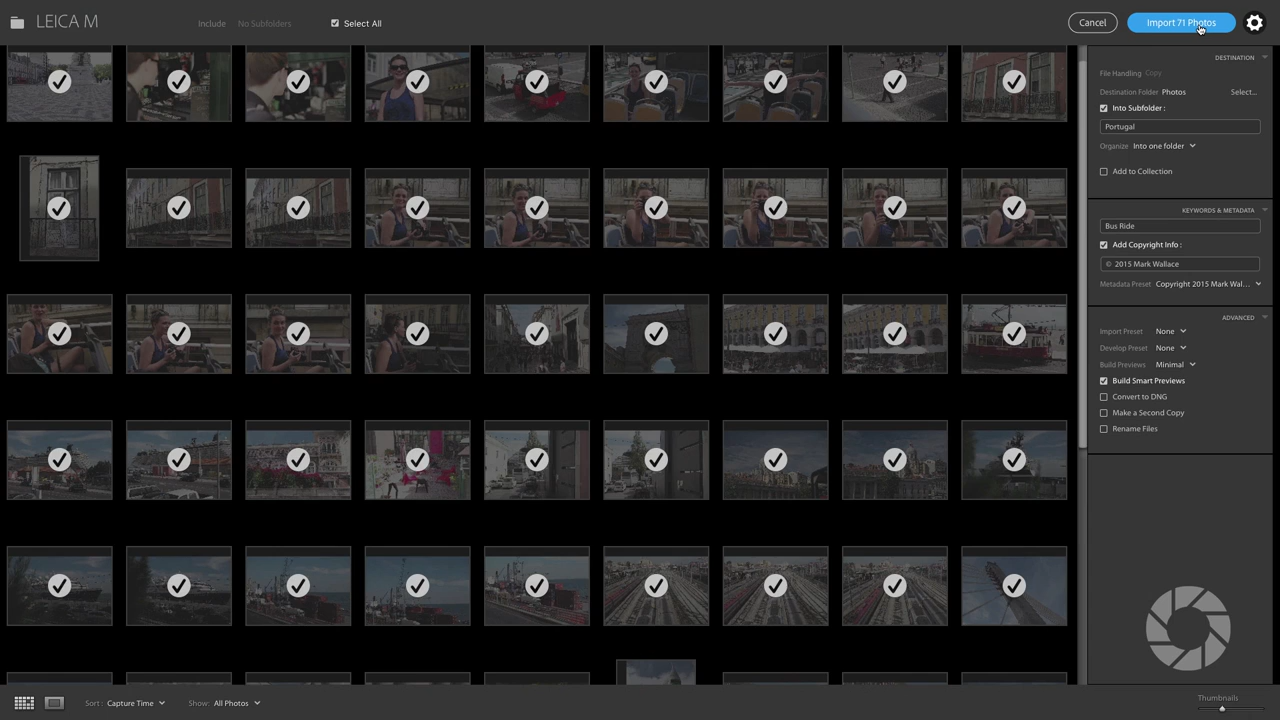 LEICA M
Include No Subfolders
Select All
Cancel
Import 71 Photos
DESTINATION
File Handling Copy
Destination Folder Photos Select...
Into Subfolder:
Portugal
Organize Into one folder
Add to Collection
KEYWORDS & METADATA
Bus Ride
Add Copyright Info:
© 2015 Mark Wallace
Metadata Preset Copyright 2015 Mark Wal...
ADVANCED
Import Preset None
Develop Preset None
Build Previews Minimal
Build Smart Previews
Convert to DNG
Make a Second Copy
Rename Files
Sort: Capture Time
Show: All Photos
Thumbnails